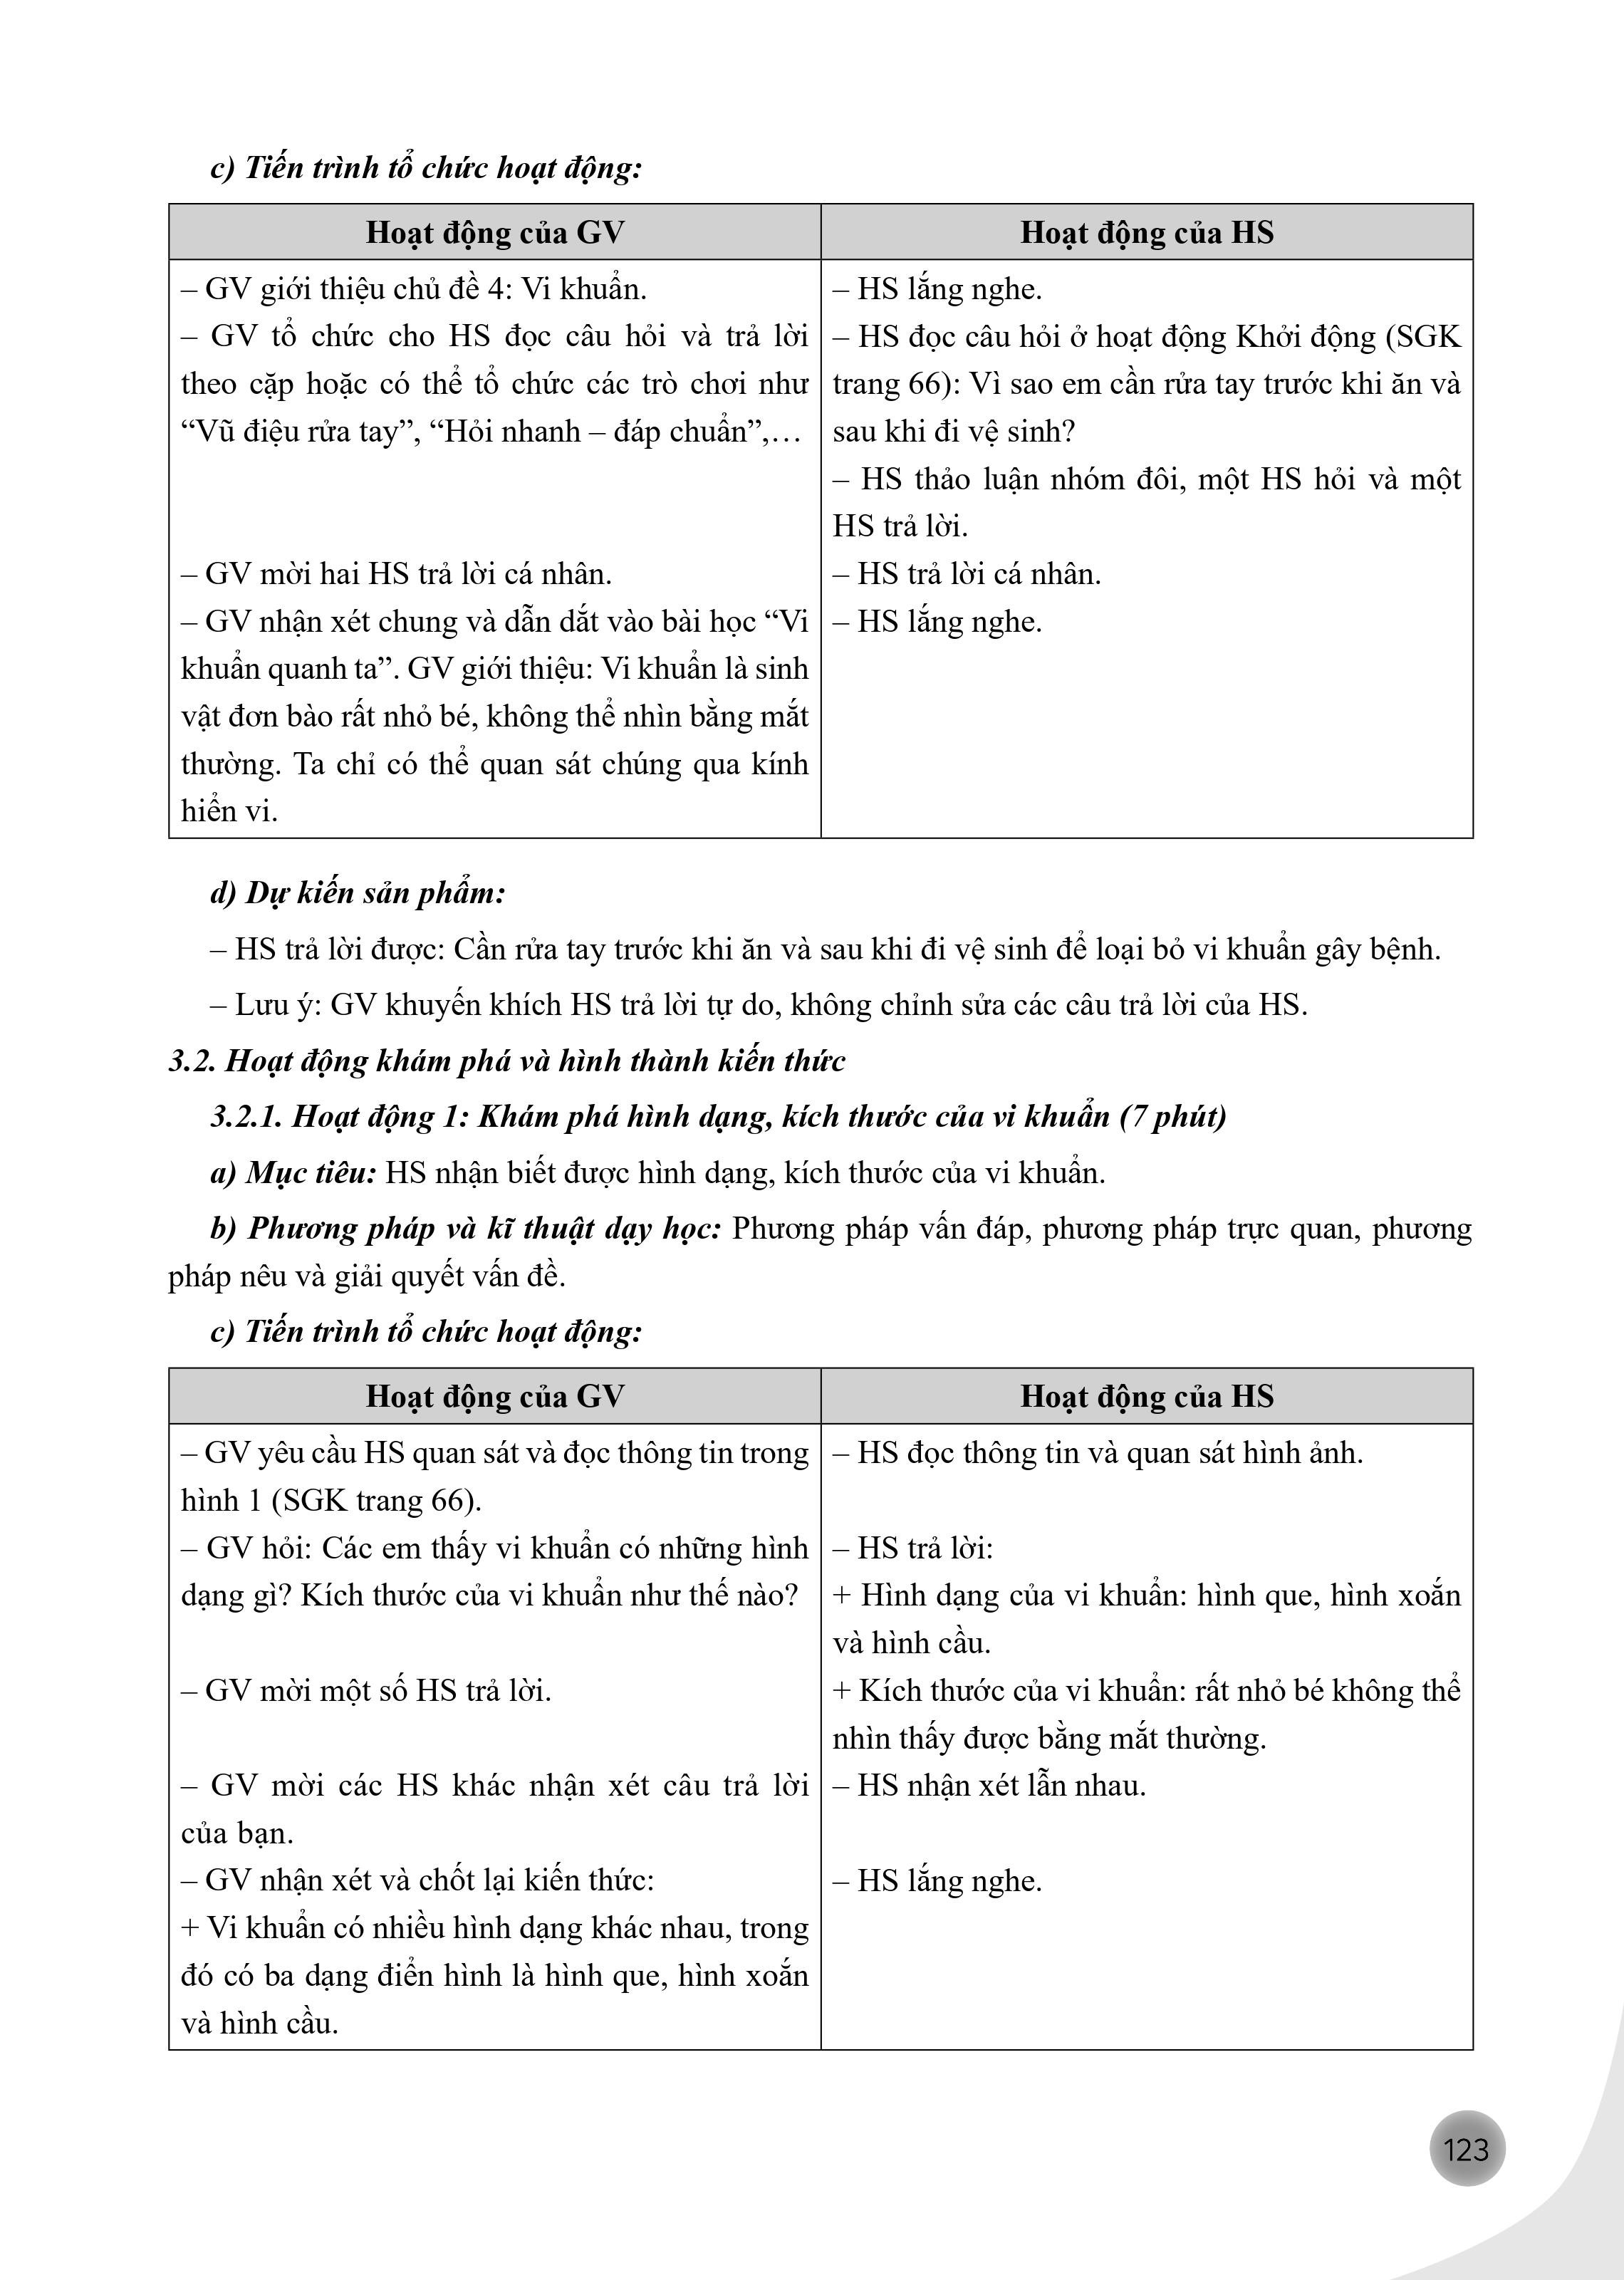 c) Tiến trình tổ chức hoạt động:
Hoạt động của GV
Hoạt động của HS
– GV giới thiệu chủ đề 4: Vi khuẩn.
– GV tổ chức cho HS đọc câu hỏi và trả lời
theo cặp hoặc có thể tổ chức các trò chơi như
“Vũ điệu rửa tay”, “Hỏi nhanh – đáp chuẩn”,…
– GV mời hai HS trả lời cá nhân.
– GV nhận xét chung và dẫn dắt vào bài học “Vi
khuẩn quanh ta”. GV giới thiệu: Vi khuẩn là sinh
vật đơn bào rất nhỏ bé, không thể nhìn bằng mắt
thường. Ta chỉ có thể quan sát chúng qua kính
hiển vi.
– HS lắng nghe.
– HS đọc câu hỏi ở hoạt động Khởi động (SGK
trang 66): Vì sao em cần rửa tay trước khi ăn và
sau khi đi vệ sinh?
– HS thảo luận nhóm đôi, một HS hỏi và một
HS trả lời.
– HS trả lời cá nhân.
– HS lắng nghe.
d) Dự kiến sản phẩm:
– HS trả lời được: Cần rửa tay trước khi ăn và sau khi đi vệ sinh để loại bỏ vi khuẩn gây bệnh.
– Lưu ý: GV khuyến khích HS trả lời tự do, không chỉnh sửa các câu trả lời của HS.
3.2. Hoạt động khám phá và hình thành kiến thức
3.2.1. Hoạt động 1: Khám phá hình dạng, kích thước của vi khuẩn (7 phút)
a) Mục tiêu: HS nhận biết được hình dạng, kích thước của vi khuẩn.
b) Phương pháp và kĩ thuật dạy học: Phương pháp vấn đáp, phương pháp trực quan, phương
pháp nêu và giải quyết vấn đề.
c) Tiến trình tổ chức hoạt động:
Hoạt động của GV
Hoạt động của HS
– GV yêu cầu HS quan sát và đọc thông tin trong
hình 1 (SGK trang 66).
– GV hỏi: Các em thấy vi khuẩn có những hình
dạng gì? Kích thước của vi khuẩn như thế nào?
– GV mời một số HS trả lời.
– GV mời các HS khác nhận xét câu trả lời
của bạn.
– GV nhận xét và chốt lại kiến thức:
+ Vi khuẩn có nhiều hình dạng khác nhau, trong
đó có ba dạng điển hình là hình que, hình xoắn
và hình cầu.
– HS đọc thông tin và quan sát hình ảnh.
– HS trả lời:
+ Hình dạng của vi khuẩn: hình que, hình xoắn
và hình cầu.
+ Kích thước của vi khuẩn: rất nhỏ bé không thể
nhìn thấy được bằng mắt thường.
– HS nhận xét lẫn nhau.
– HS lắng nghe.
123